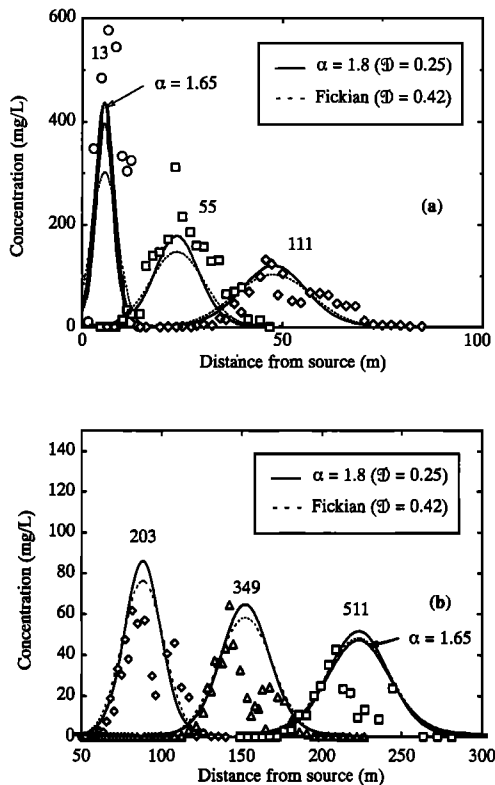 600
400
200
0
Concentration (mg/L)
13
α = 1.65
α = 1.8 (𝔇 = 0.25)
Fickian (𝔇 = 0.42)
55
111
(a)
0
50
100
Distance from source (m)
140
120
100
80
60
40
20
0
Concentration (mg/L)
α = 1.8 (𝔇 = 0.25)
Fickian (𝔇 = 0.42)
203
349
511
(b)
α = 1.65
50
100
150
200
250
300
Distance from source (m)